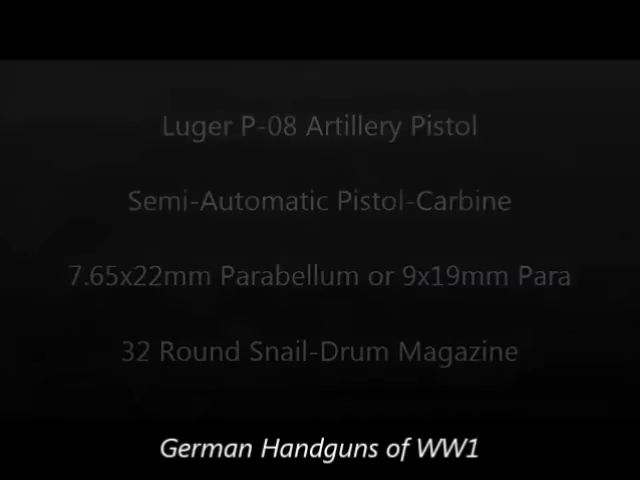 Luger P-08 Artillery Pistol
Semi-Automatic Pistol-Carbine
7.65x22mm Parabellum or 9x19mm Para
32 Round Snail-Drum Magazine
German Handguns of WW1